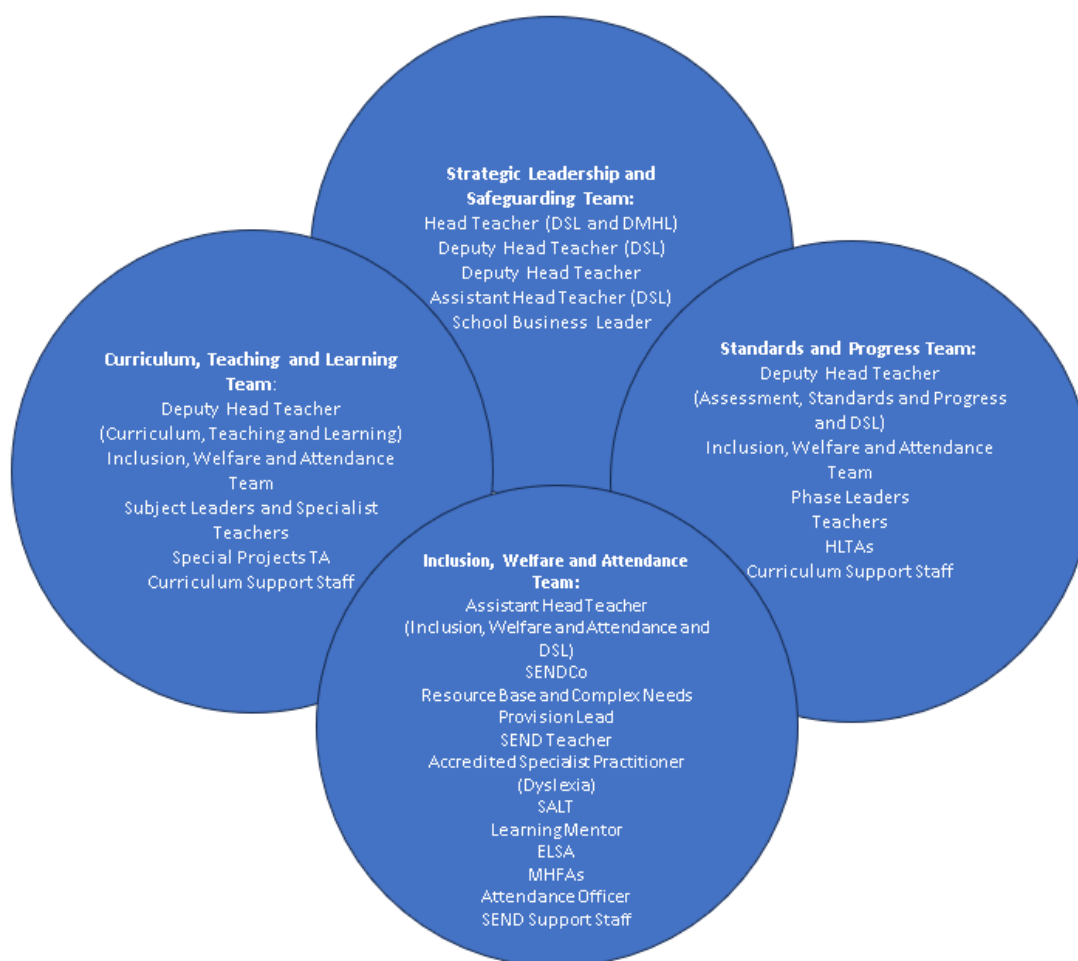 Strategic Leadership and
Safeguarding Team:
Head Teacher (DSL and DMHL)
Deputy Head Teacher (DSL)
Deputy Head Teacher
Assistant Head Teacher (DSL)
School Business Leader
Curriculum, Teaching and Learning
Team:
Deputy Head Teacher
(Curriculum, Teaching and Learning)
Inclusion, Welfare and Attendance
Team
Subject Leaders and Specialist
Teachers
Special Projects TA
Curriculum Support Staff
Standards and Progress Team:
Deputy Head Teacher
(Assessment, Standards and Progress
and DSL)
Inclusion, Welfare and Attendance
Team
Phase Leaders
Teachers
HLTAs
Curriculum Support Staff
Inclusion, Welfare and Attendance
Team:
Assistant Head Teacher
(Inclusion, Welfare and Attendance and
DSL)
SENDCo
Resource Base and Complex Needs
Provision Lead
SEND Teacher
Accredited Specialist Practitioner
(Dyslexia)
SALT
Learning Mentor
ELSA
MHFAs
Attendance Officer
SEND Support Staff